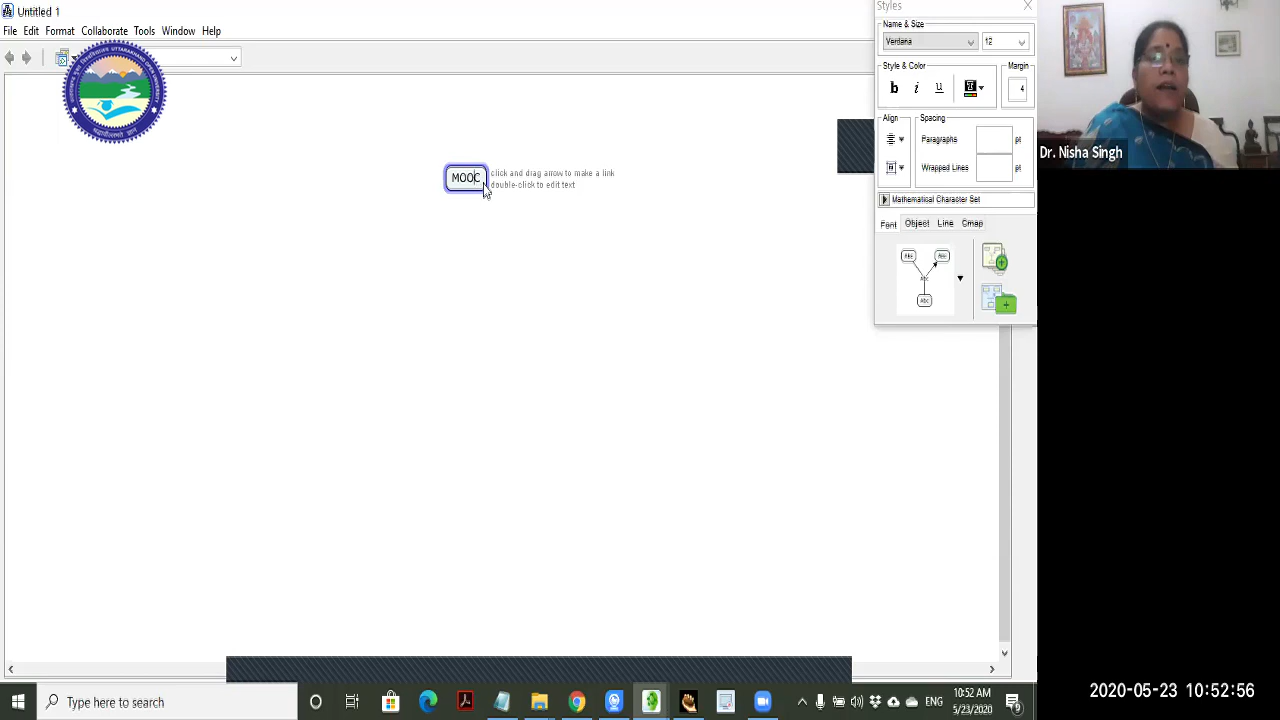 Untitled 1
File Edit Format Collaborate Tools Window Help
MOOC
click and drag arrow to make a link
double-click to edit text
Styles
Name & Size
Verdana 12
Style & Color Margin
b i u 4
Align Spacing
Paragraphs pt
Wrapped Lines pt
Mathematical Character Set
Font Object Line Cmap
Dr. Nisha Singh
Type here to search
ENG
10:52 AM
5/23/2020
2020-05-23 10:52:56